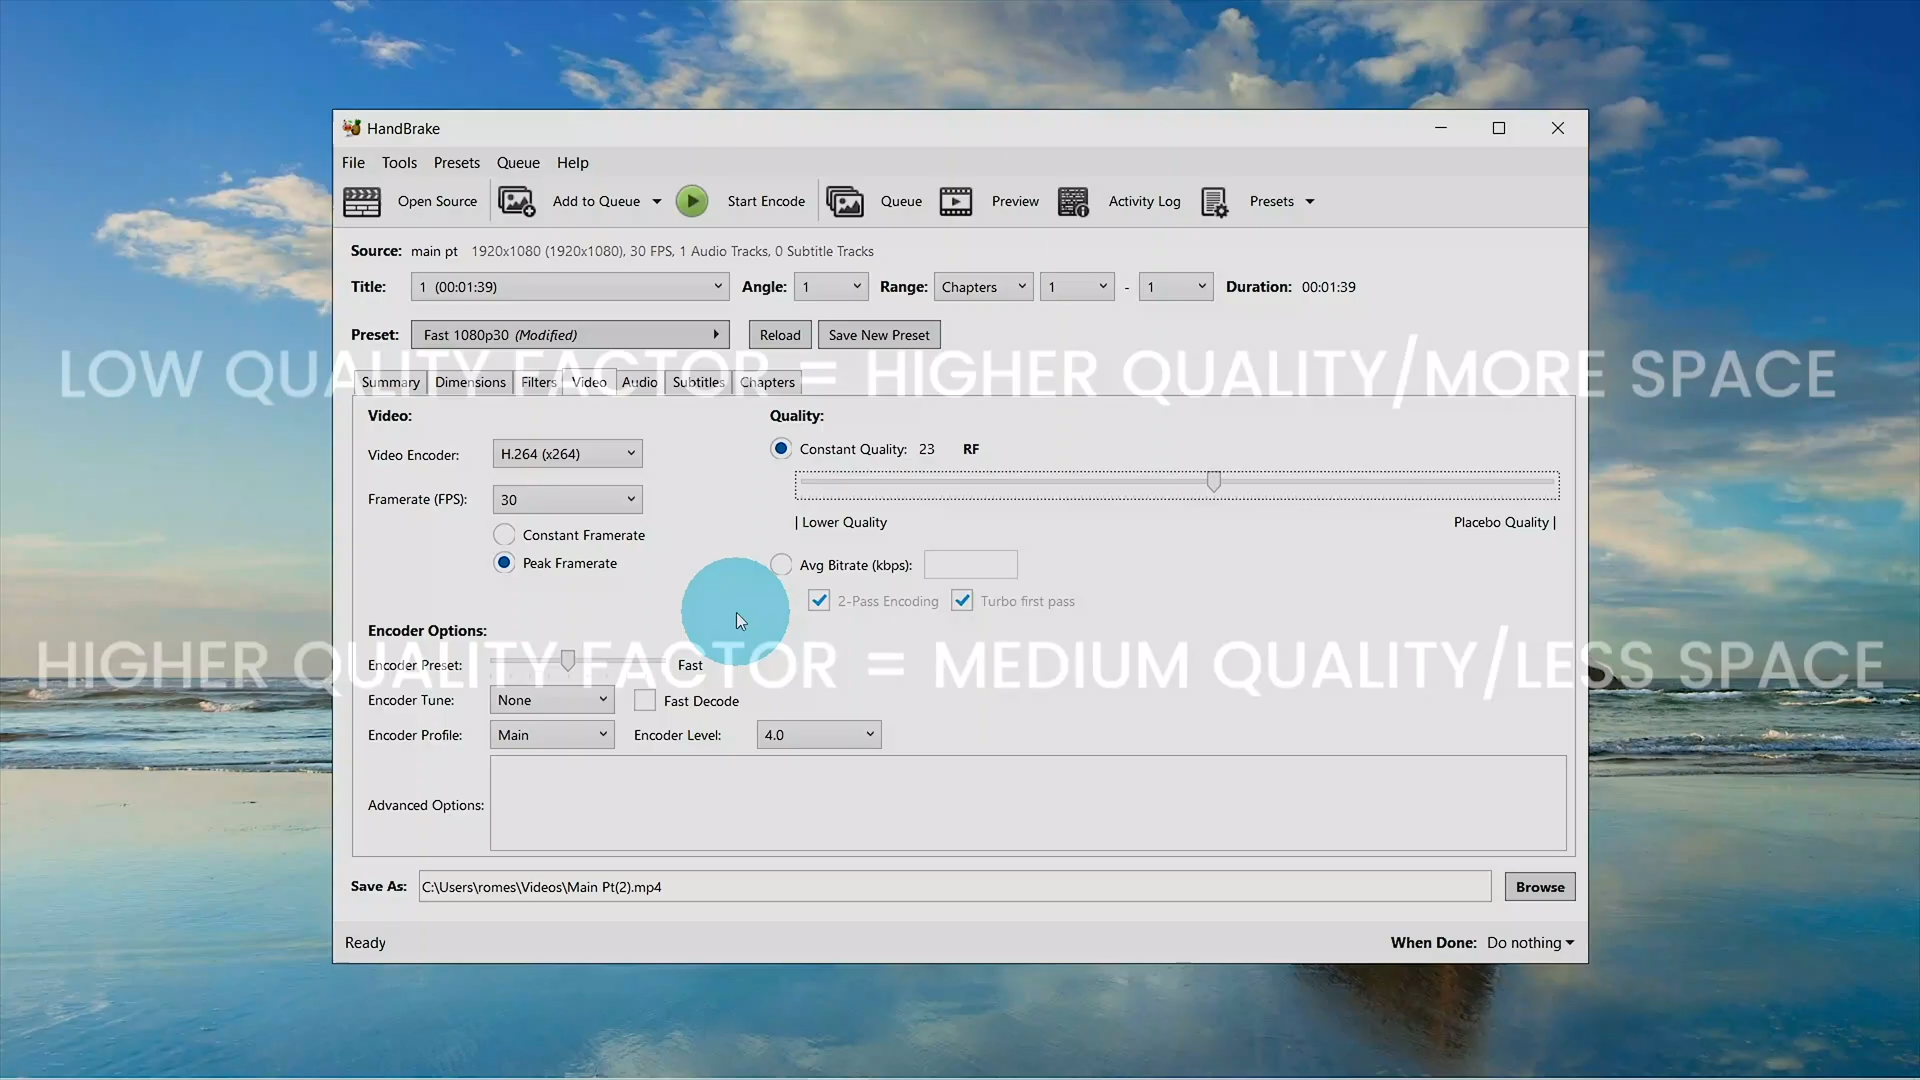 HandBrake
File Tools Presets Queue Help
Open Source Add to Queue Start Encode Queue Preview Activity Log Presets
Source: main pt 1920x1080 (1920x1080), 30 FPS, 1 Audio Tracks, 0 Subtitle Tracks
Title: 1 (00:01:39) Angle: 1 Range: Chapters 1 - 1 Duration: 00:01:39
Preset: Fast 1080p30 (Modified) Reload Save New Preset
LOW QUALITY FACTOR = HIGHER QUALITY/MORE SPACE
Summary Dimensions Filters Video Audio Subtitles Chapters
Video: Quality:
Video Encoder: H.264 (x264) Constant Quality: 23 RF
Framerate (FPS): 30
| Lower Quality Placebo Quality |
Constant Framerate
Peak Framerate Avg Bitrate (kbps):
2-Pass Encoding Turbo first pass
Encoder Options:
HIGHER QUALITY FACTOR = MEDIUM QUALITY/LESS SPACE
Encoder Preset: Fast
Encoder Tune: None Fast Decode
Encoder Profile: Main Encoder Level: 4.0
Advanced Options:
Save As: C:\Users\romes\Videos\Main Pt(2).mp4 Browse
Ready When Done: Do nothing